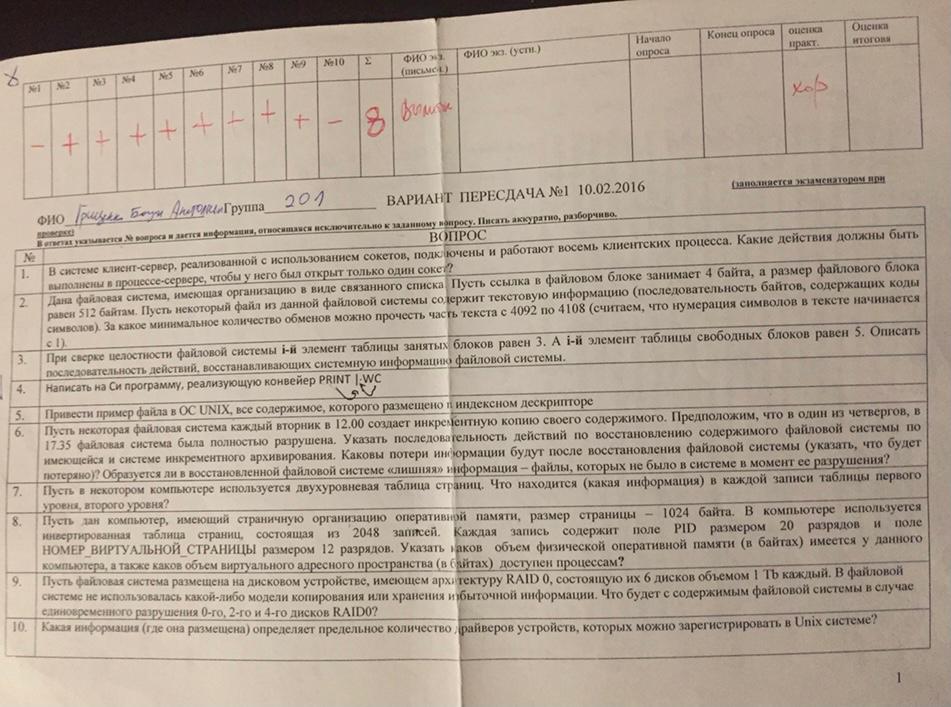 №1 №2 №3 №4 №5 №6 №7 №8 №9 №10 Σ ФИО экз. (письмен.) ФИО экз. (устн.) Начало опроса Конец опроса оценка практ. Оценка итоговя
- + + + + + + + + - 8 хор
ФИО Группа 201 ВАРИАНТ ПЕРЕСДАЧА №1 10.02.2016 (заполняется экзаменатором при
проверке)
В ответах указывается № вопроса и дается информация, относящаяся исключительно к заданному вопросу. Писать аккуратно, разборчиво.
№ ВОПРОС
1. В системе клиент-сервер, реализованной с использованием сокетов, подключены и работают восемь клиентских процесса. Какие действия должны быть
выполнены в процессе-сервере, чтобы у него был открыт только один сокет?
2. Дана файловая система, имеющая организацию в виде связанного списка. Пусть ссылка в файловом блоке занимает 4 байта, а размер файлового блока
равен 512 байтам. Пусть некоторый файл из данной файловой системы содержит текстовую информацию (последовательность байтов, содержащих коды
символов). За какое минимальное количество обменов можно прочесть часть текста с 4092 по 4108 (считаем, что нумерация символов в тексте начинается
с 1).
3. При сверке целостности файловой системы i-й элемент таблицы занятых блоков равен 3. А i-й элемент таблицы свободных блоков равен 5. Описать
последовательность действий, восстанавливающих системную информацию файловой системы.
4. Написать на Си программу, реализующую конвейер PRINT | WC
5. Привести пример файла в ОС UNIX, все содержимое, которого размещено в индексном дескрипторе
6. Пусть некоторая файловая система каждый вторник в 12.00 создает инкрементную копию своего содержимого. Предположим, что в один из четвергов, в
17.35 файловая система была полностью разрушена. Указать последовательность действий по восстановлению содержимого файловой системы по
имеющейся и системе инкрементного архивирования. Каковы потери информации будут после восстановления файловой системы (указать, что будет
потеряно)? Образуется ли в восстановленной файловой системе «лишняя» информация – файлы, которых не было в системе в момент ее разрушения?
7. Пусть в некотором компьютере используется двухуровневая таблица страниц. Что находится (какая информация) в каждой записи таблицы первого
уровня, второго уровня?
8. Пусть дан компьютер, имеющий страничную организацию оперативной памяти, размер страницы – 1024 байта. В компьютере используется
инвертированная таблица страниц, состоящая из 2048 записей. Каждая запись содержит поле PID размером 20 разрядов и поле
НОМЕР_ВИРТУАЛЬНОЙ_СТРАНИЦЫ размером 12 разрядов. Указать каков объем физической оперативной памяти (в байтах) имеется у данного
компьютера, а также каков объем виртуального адресного пространства (в байтах) доступен процессам?
9. Пусть файловая система размещена на дисковом устройстве, имеющем архитектуру RAID 0, состоящую их 6 дисков объемом 1 Tb каждый. В файловой
системе не использовалась какой-либо модели копирования или хранения избыточной информации. Что будет с содержимым файловой системы в случае
единовременного разрушения 0-го, 2-го и 4-го дисков RAID0?
10. Какая информация (где она размещена) определяет предельное количество драйверов устройств, которых можно зарегистрировать в Unix системе?
1